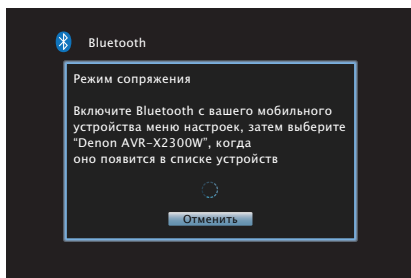 Bluetooth
Режим сопряжения
Включите Bluetooth с вашего мобильного
устройства меню настроек, затем выберите
“Denon AVR-X2300W”, когда
оно появится в списке устройств
Отменить